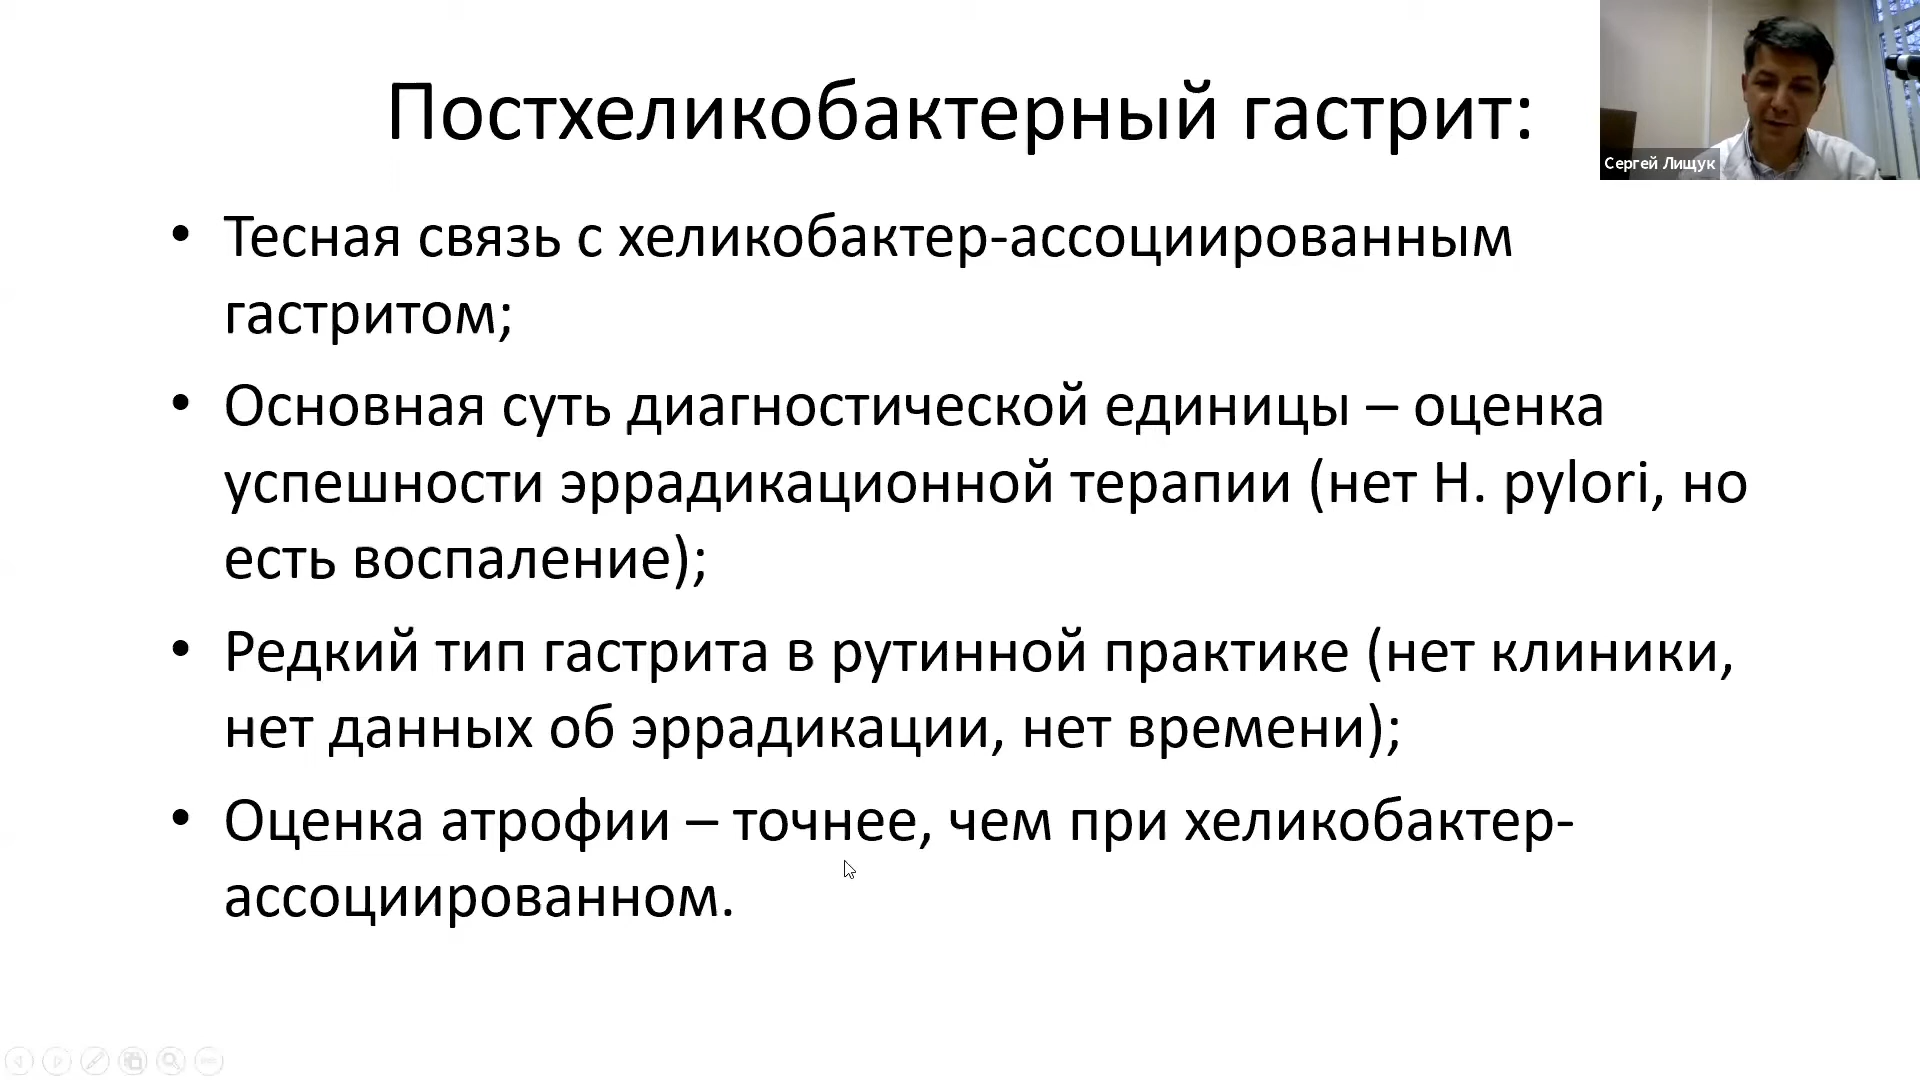 Постхеликобактерный гастрит:
Сергей Лищук
• Тесная связь с хеликобактер-ассоциированным
гастритом;
• Основная суть диагностической единицы – оценка
успешности эррадикационной терапии (нет H. pylori, но
есть воспаление);
• Редкий тип гастрита в рутинной практике (нет клиники,
нет данных об эррадикации, нет времени);
• Оценка атрофии – точнее, чем при хеликобактер-
ассоциированном.